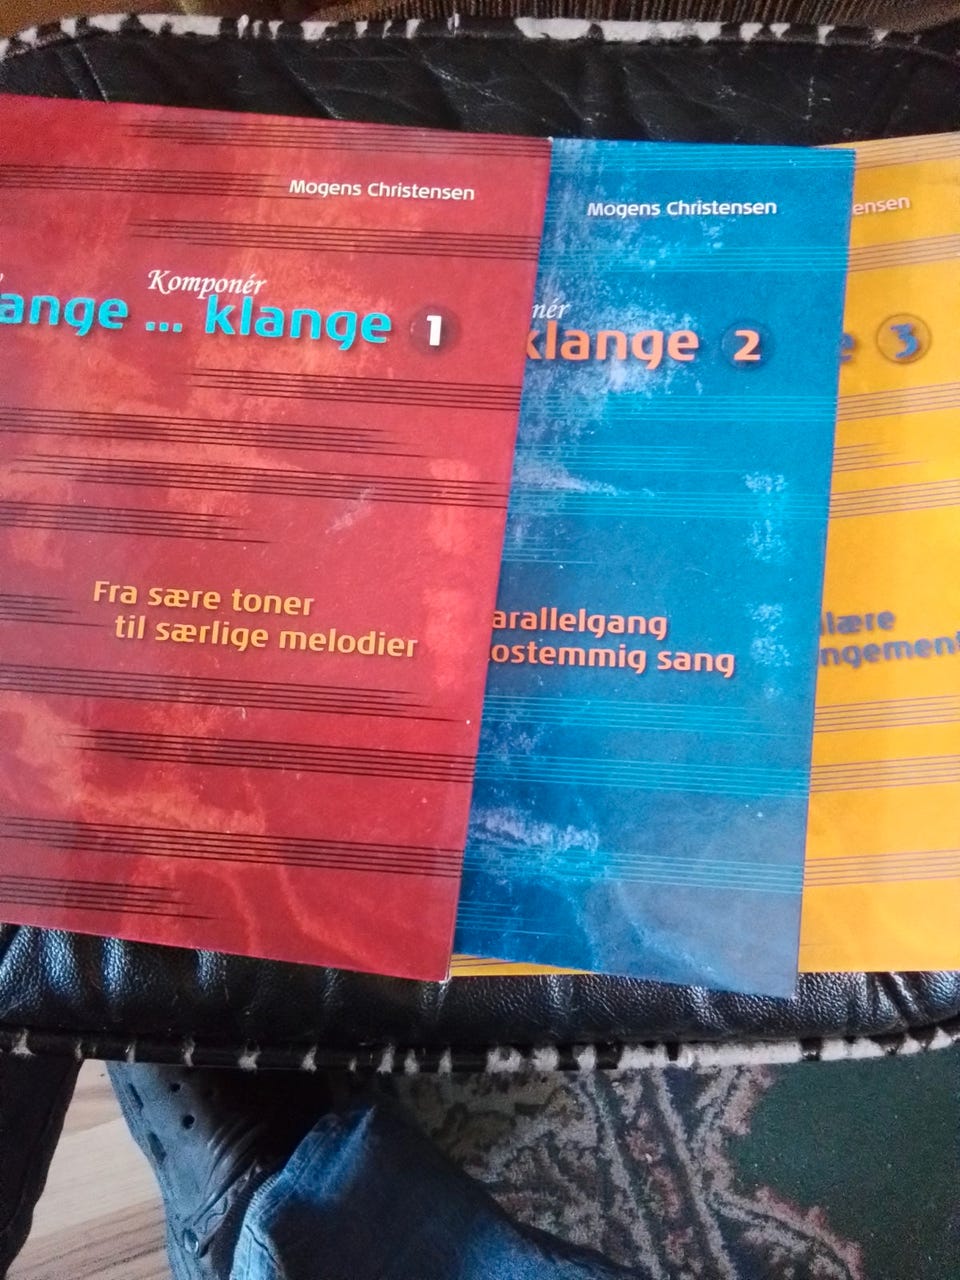 Mogens Christensen
Komponér
ange ... klange 1
Fra sære toner
til særlige melodier
Mogens Christensen
nér
klange 2
arallelgang
ostemmig sang
ensen
e 3
lære
ngement